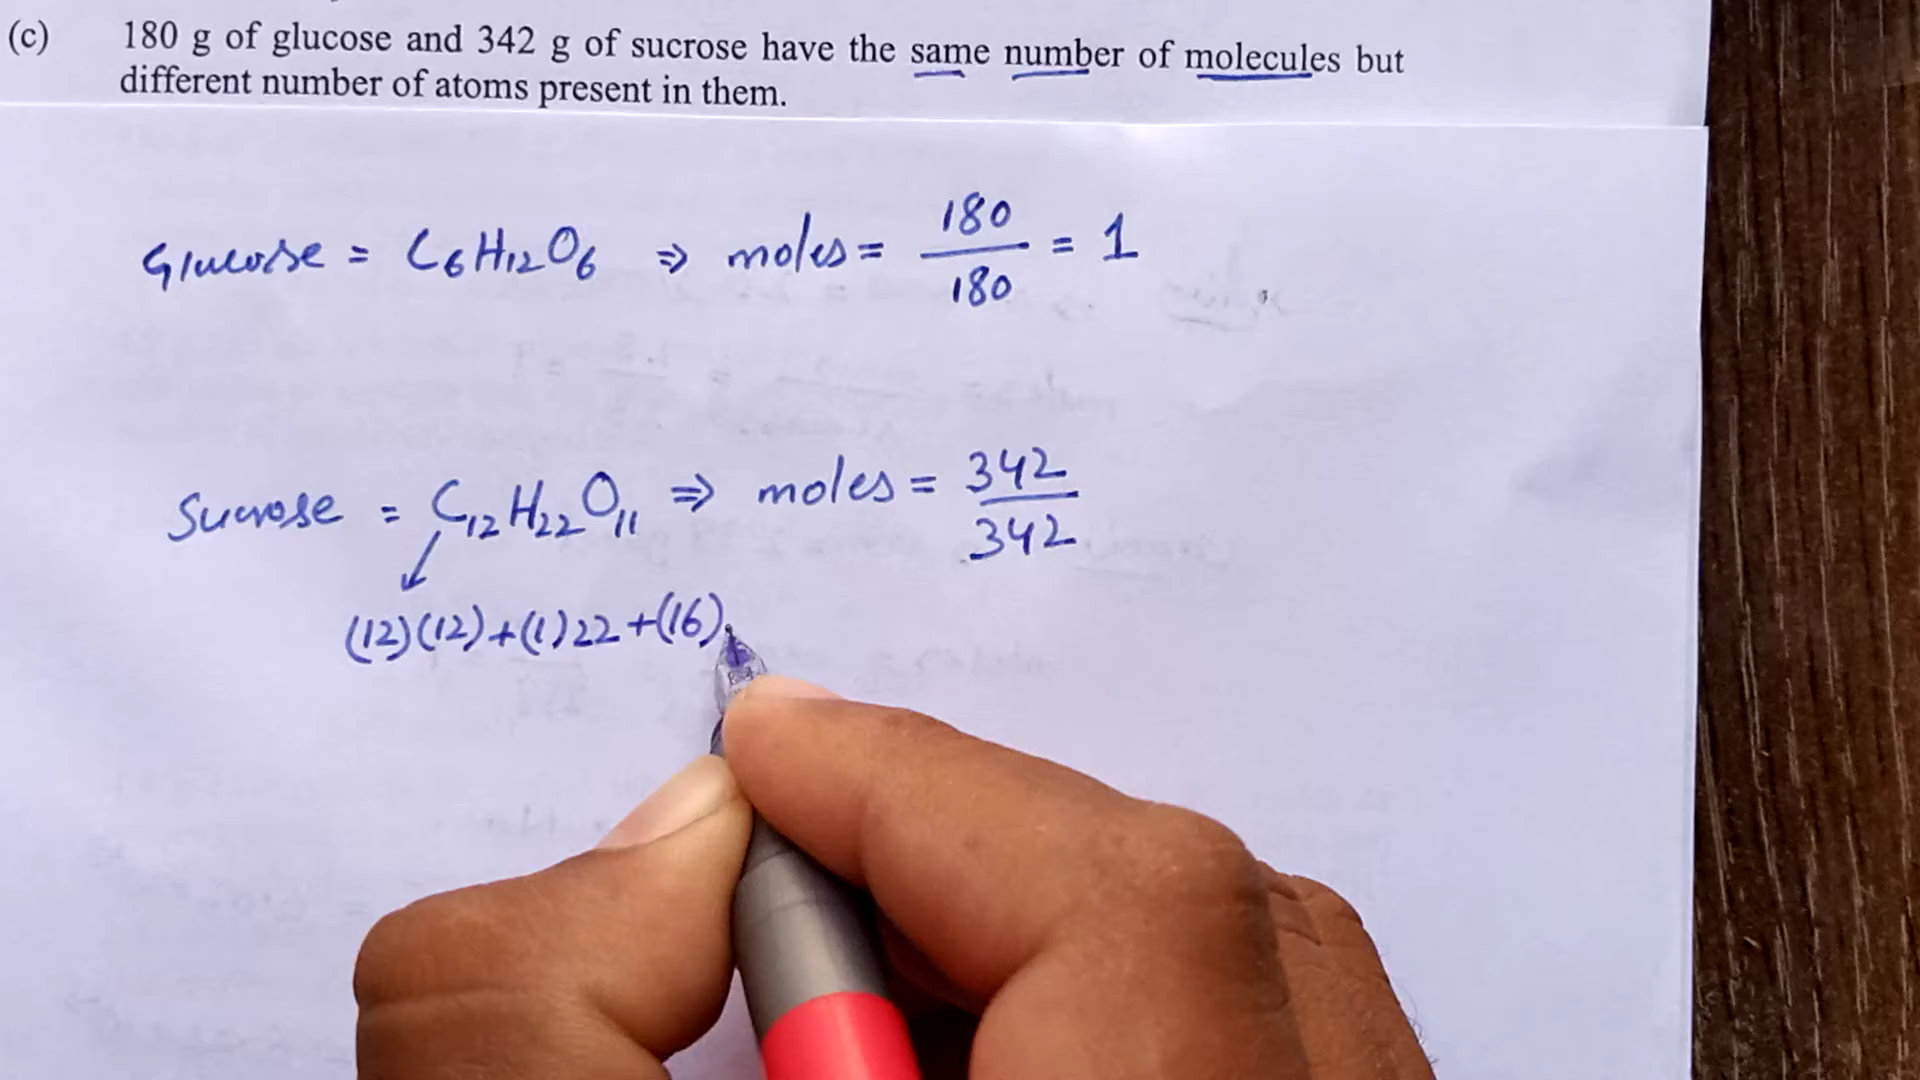 (c) 180 g of glucose and 342 g of sucrose have the same number of molecules but
different number of atoms present in them.
Glucose = C6H12O6 ⇒ moles = 180/180 = 1
Sucrose = C12H22O11 ⇒ moles = 342/342
(12)(12)+(1)22+(16)